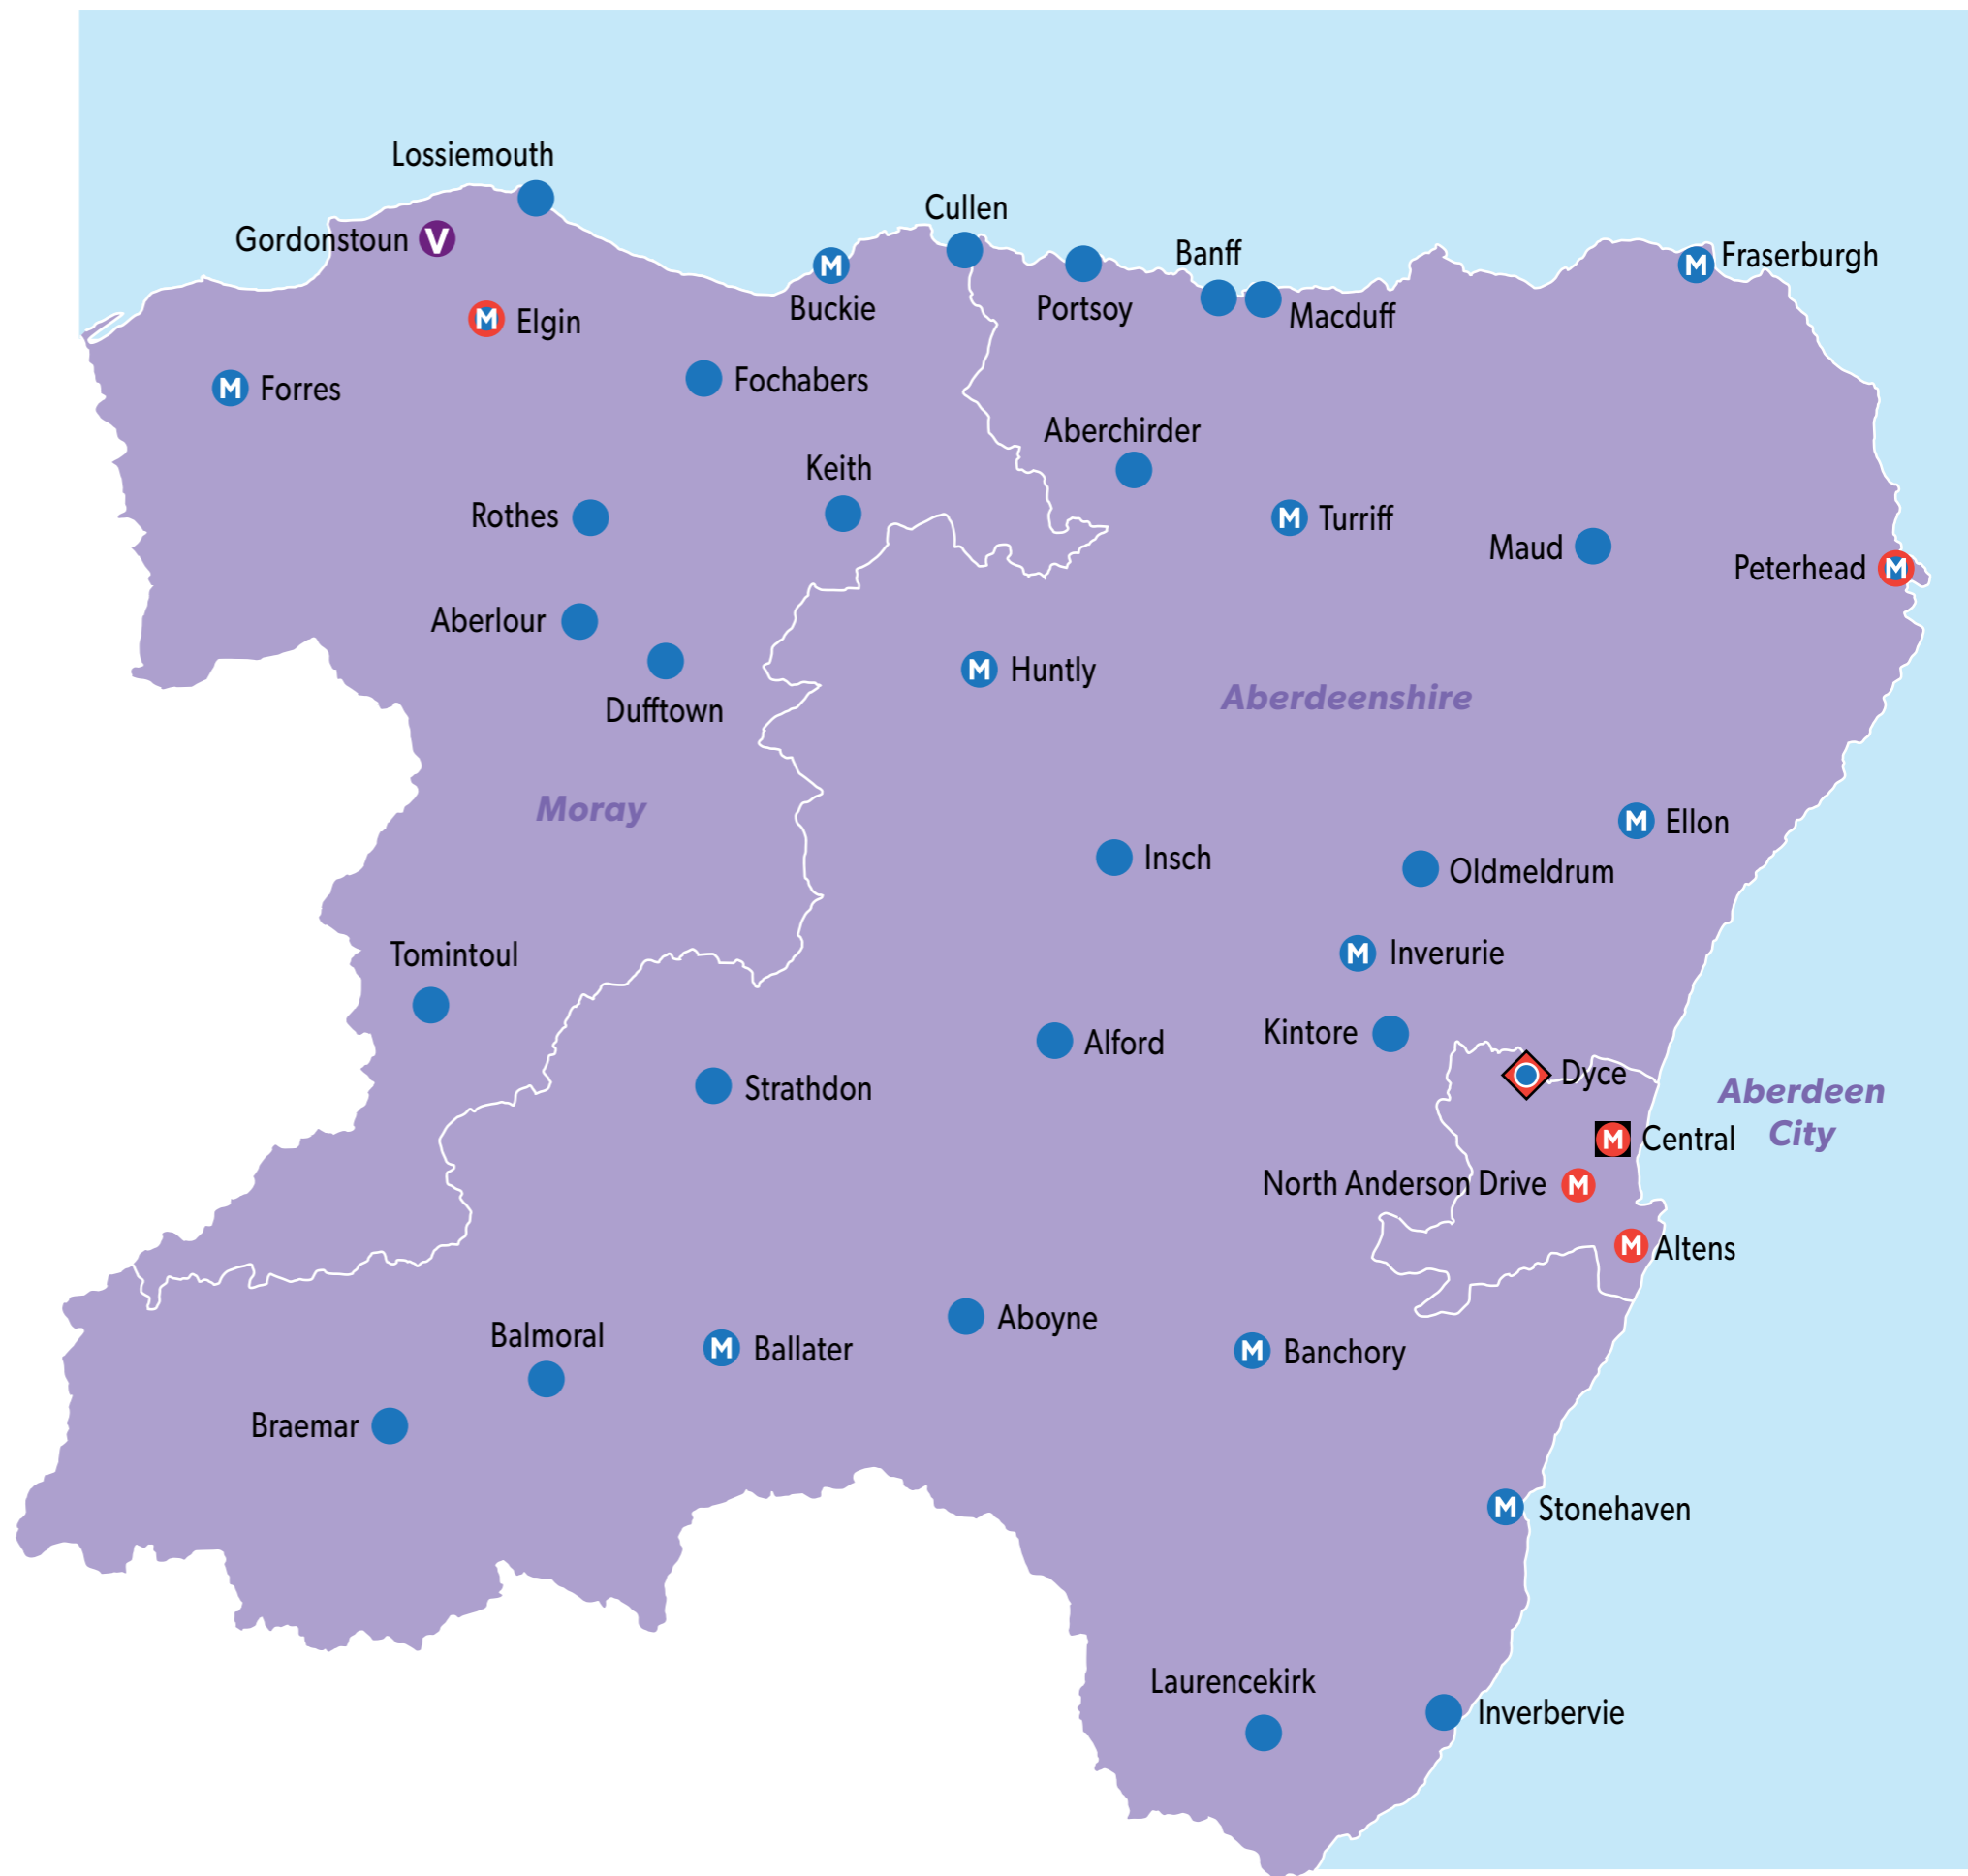 Lossiemouth
Cullen
Gordonstoun
V
Banff
Fraserburgh
M
M
Buckie
Portsoy
Macduff
M
Elgin
M
Forres
Fochabers
Aberchirder
Keith
Rothes
M
Turriff
Maud
Peterhead
M
Aberlour
M
Huntly
Aberdeenshire
Dufftown
Moray
M
Ellon
Insch
Oldmeldrum
Tomintoul
M
Inverurie
Kintore
Alford
Strathdon
Dyce
Aberdeen
City
M
Central
North Anderson Drive
M
M
Altens
Aboyne
Balmoral
M
Ballater
M
Banchory
Braemar
M
Stonehaven
Laurencekirk
Inverbervie